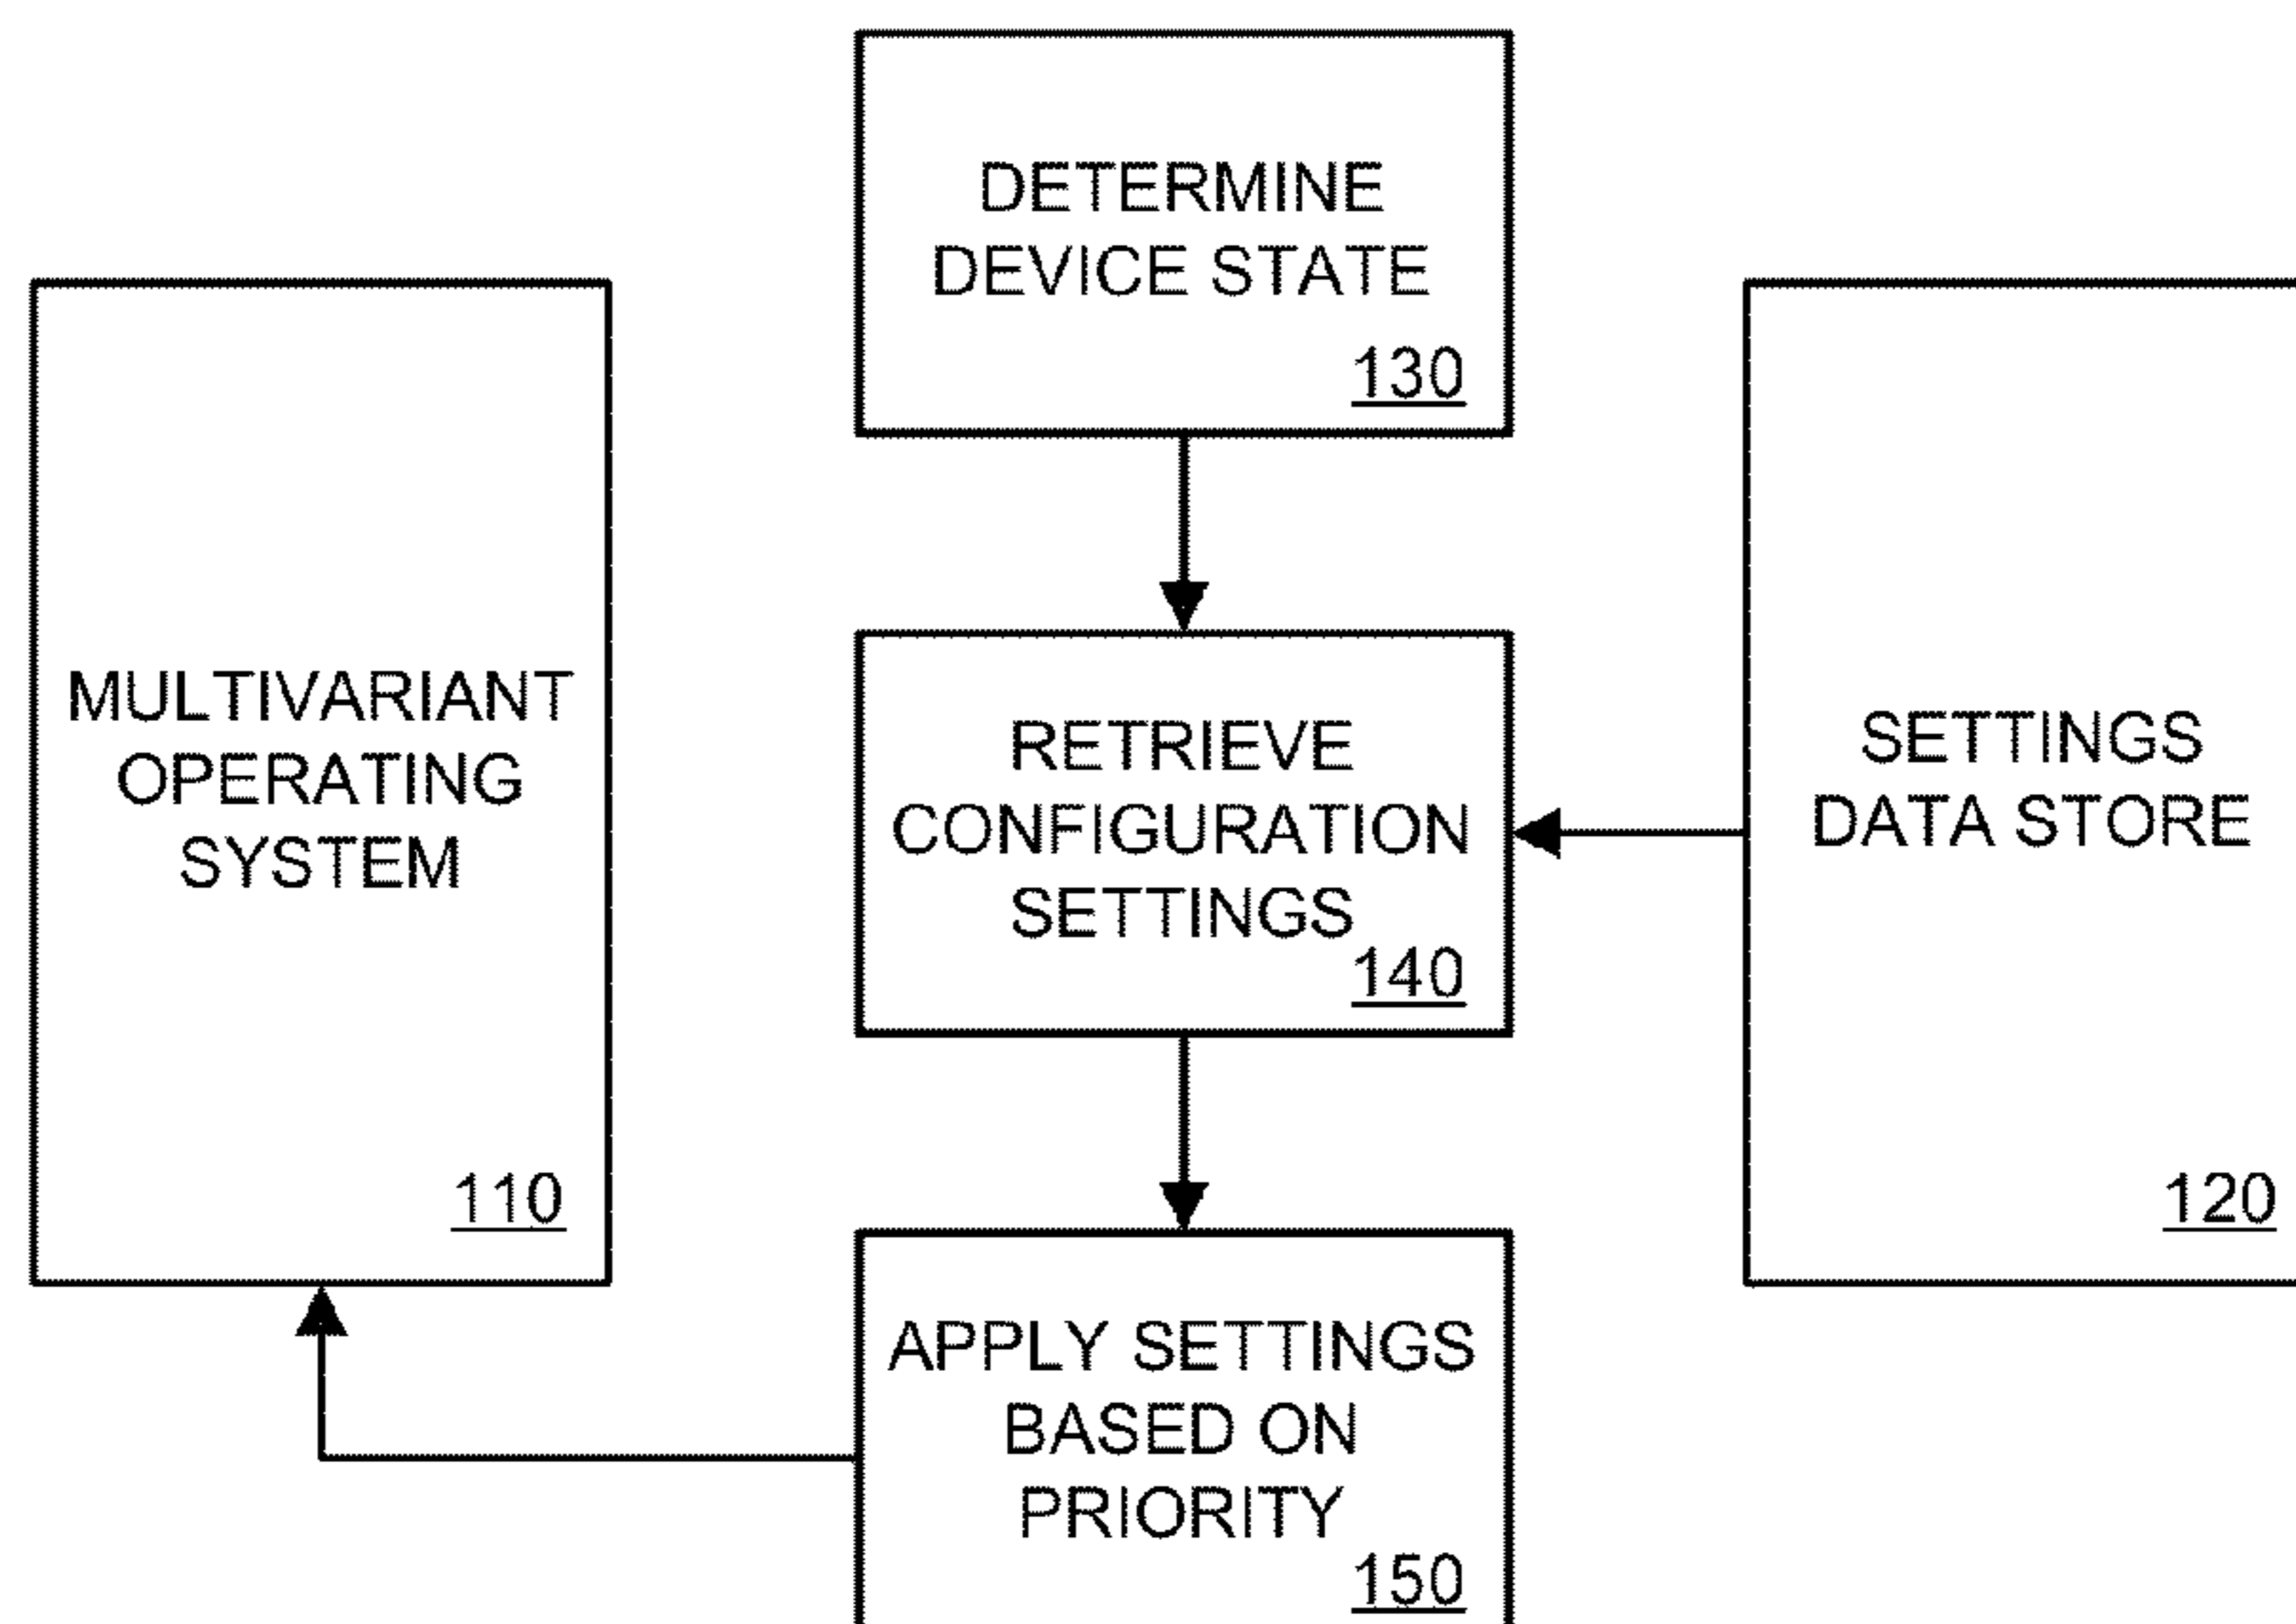 DETERMINE
DEVICE STATE
130
MULTIVARIANT
OPERATING
SYSTEM
110
RETRIEVE
CONFIGURATION
SETTINGS
140
SETTINGS
DATA STORE
120
APPLY SETTINGS
BASED ON
PRIORITY
150